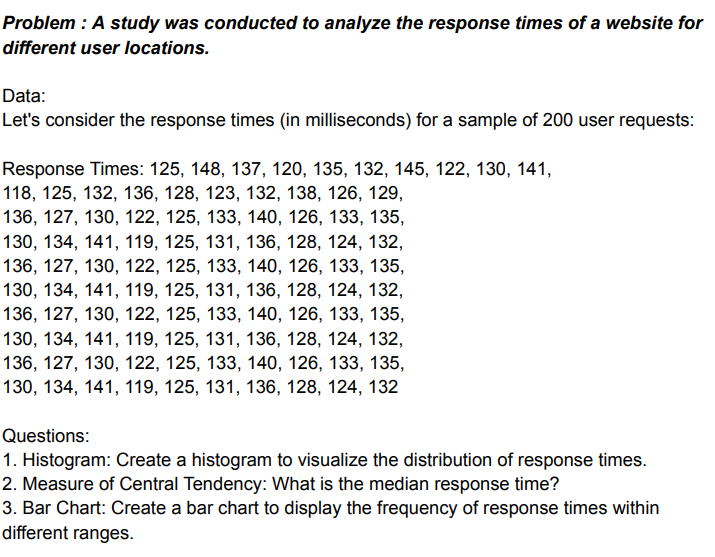 Problem : A study was conducted to analyze the response times of a website for
different user locations.
Data:
Let's consider the response times (in milliseconds) for a sample of 200 user requests:
Response Times: 125, 148, 137, 120, 135, 132, 145, 122, 130, 141,
118, 125, 132, 136, 128, 123, 132, 138, 126, 129,
136, 127, 130, 122, 125, 133, 140, 126, 133, 135,
130, 134, 141, 119, 125, 131, 136, 128, 124, 132,
136, 127, 130, 122, 125, 133, 140, 126, 133, 135,
130, 134, 141, 119, 125, 131, 136, 128, 124, 132,
136, 127, 130, 122, 125, 133, 140, 126, 133, 135,
130, 134, 141, 119, 125, 131, 136, 128, 124, 132,
136, 127, 130, 122, 125, 133, 140, 126, 133, 135,
130, 134, 141, 119, 125, 131, 136, 128, 124, 132
Questions:
1. Histogram: Create a histogram to visualize the distribution of response times.
2. Measure of Central Tendency: What is the median response time?
3. Bar Chart: Create a bar chart to display the frequency of response times within
different ranges.